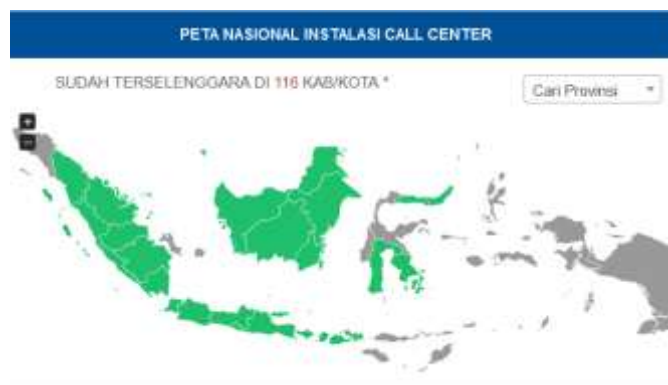 PETA NASIONAL INSTALASI CALL CENTER
SUDAH TERSELENGGARA DI 116 KAB/KOTA *
Cari Provinsi
+
−